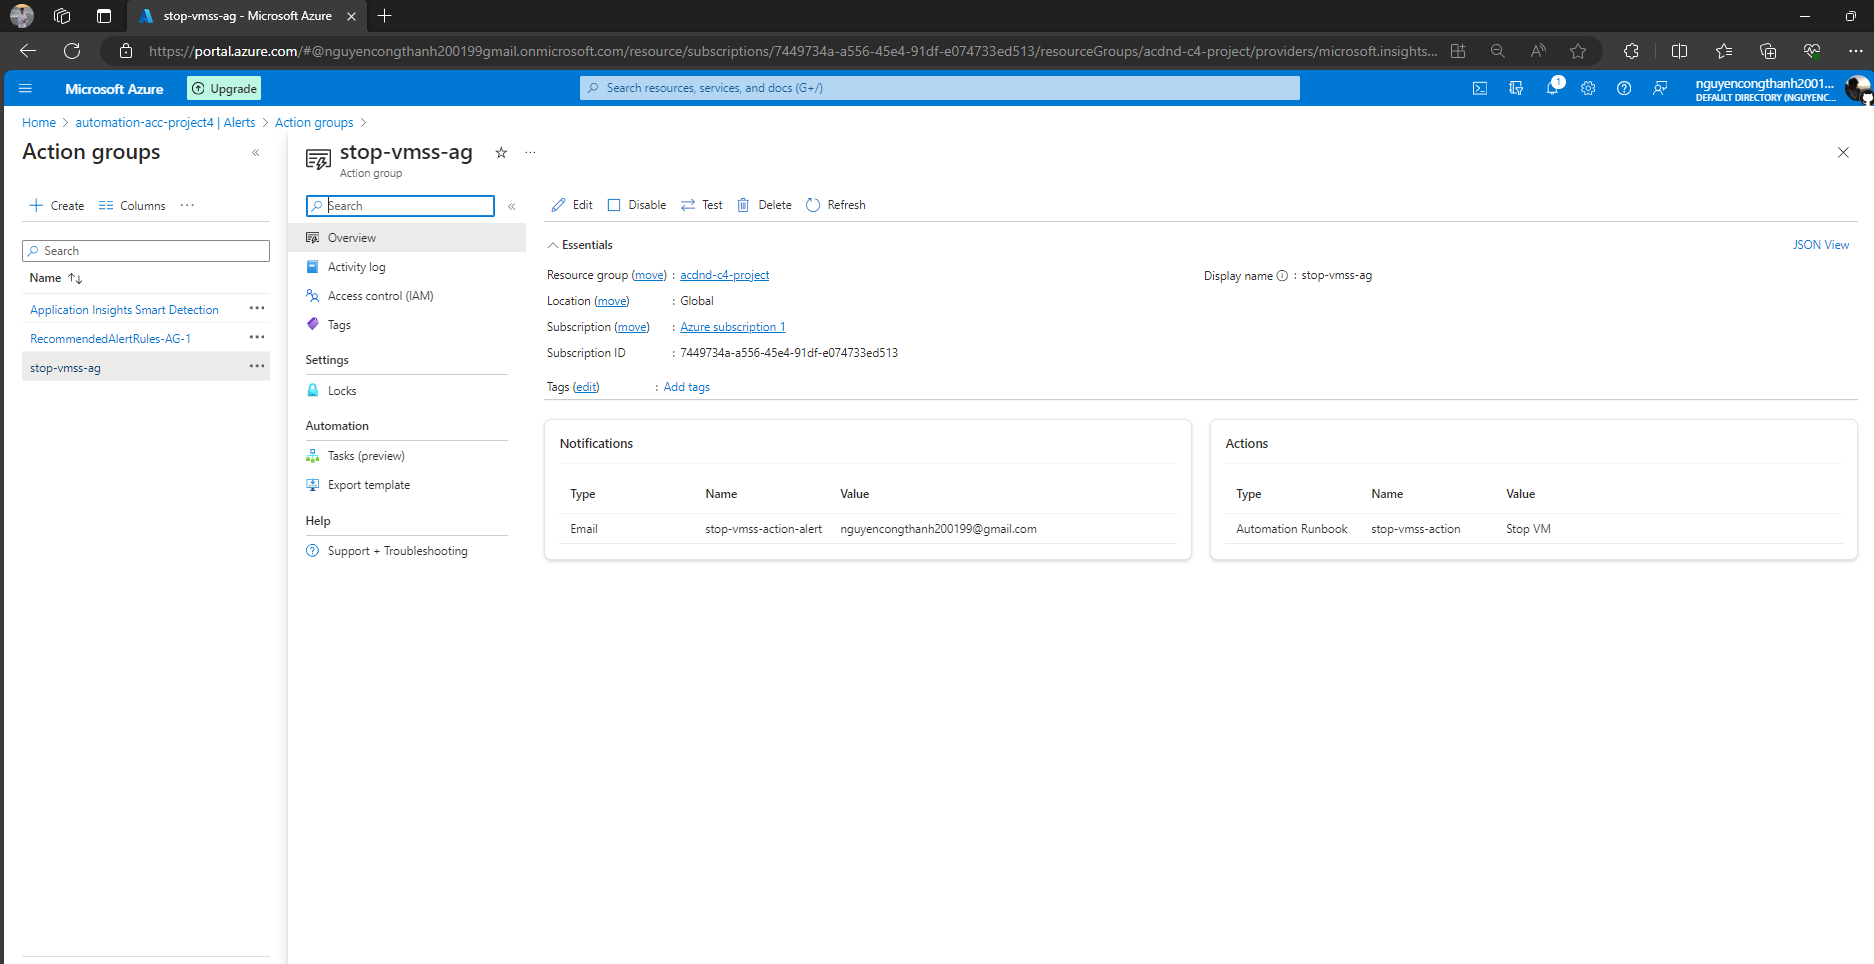 stop-vmss-ag - Microsoft Azure
https://portal.azure.com/#@nguyencongthanh200199gmail.onmicrosoft.com/resource/subscriptions/7449734a-a556-45e4-91df-e074733ed513/resourceGroups/acdnd-c4-project/providers/microsoft.insights...
Microsoft Azure
Upgrade
Search resources, services, and docs (G+/)
1
nguyencongthanh2001...
DEFAULT DIRECTORY (NGUYENC...
Home > automation-acc-project4 | Alerts > Action groups >
Action groups
Create
Columns
Search
Name
Application Insights Smart Detection
RecommendedAlertRules-AG-1
stop-vmss-ag
stop-vmss-ag
Action group
Search
Overview
Activity log
Access control (IAM)
Tags
Settings
Locks
Automation
Tasks (preview)
Export template
Help
Support + Troubleshooting
Edit
Disable
Test
Delete
Refresh
Essentials
JSON View
Resource group (move) : acdnd-c4-project
Location (move) : Global
Subscription (move) : Azure subscription 1
Subscription ID : 7449734a-a556-45e4-91df-e074733ed513
Tags (edit) : Add tags
Display name : stop-vmss-ag
Notifications
Type Name Value
Email stop-vmss-action-alert nguyencongthanh200199@gmail.com
Actions
Type Name Value
Automation Runbook stop-vmss-action Stop VM